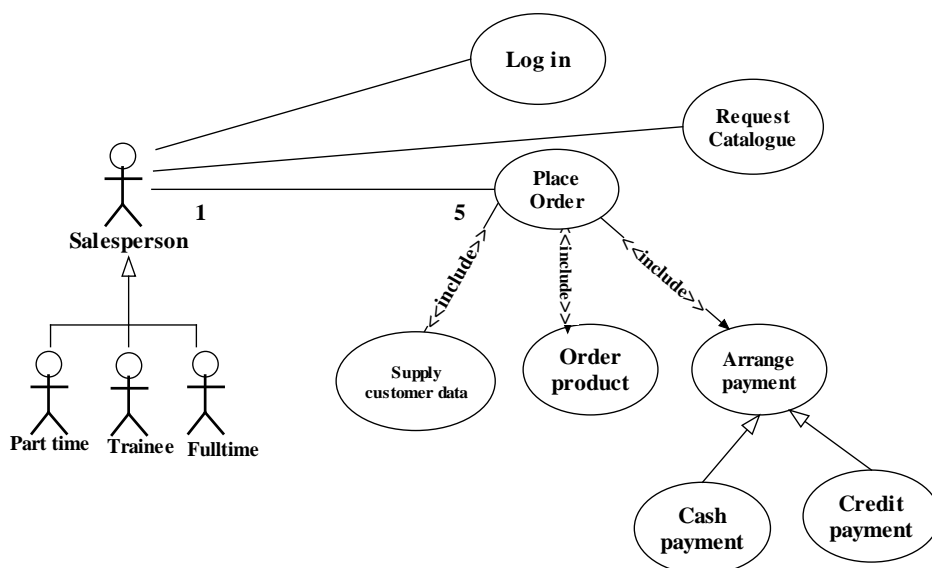 Log in
Request
Catalogue
Place
Order
1
5
Salesperson
<<include>>
<<include>>
<<include>>
Supply
customer data
Order
product
Arrange
payment
Part time
Trainee
Fulltime
Cash
payment
Credit
payment